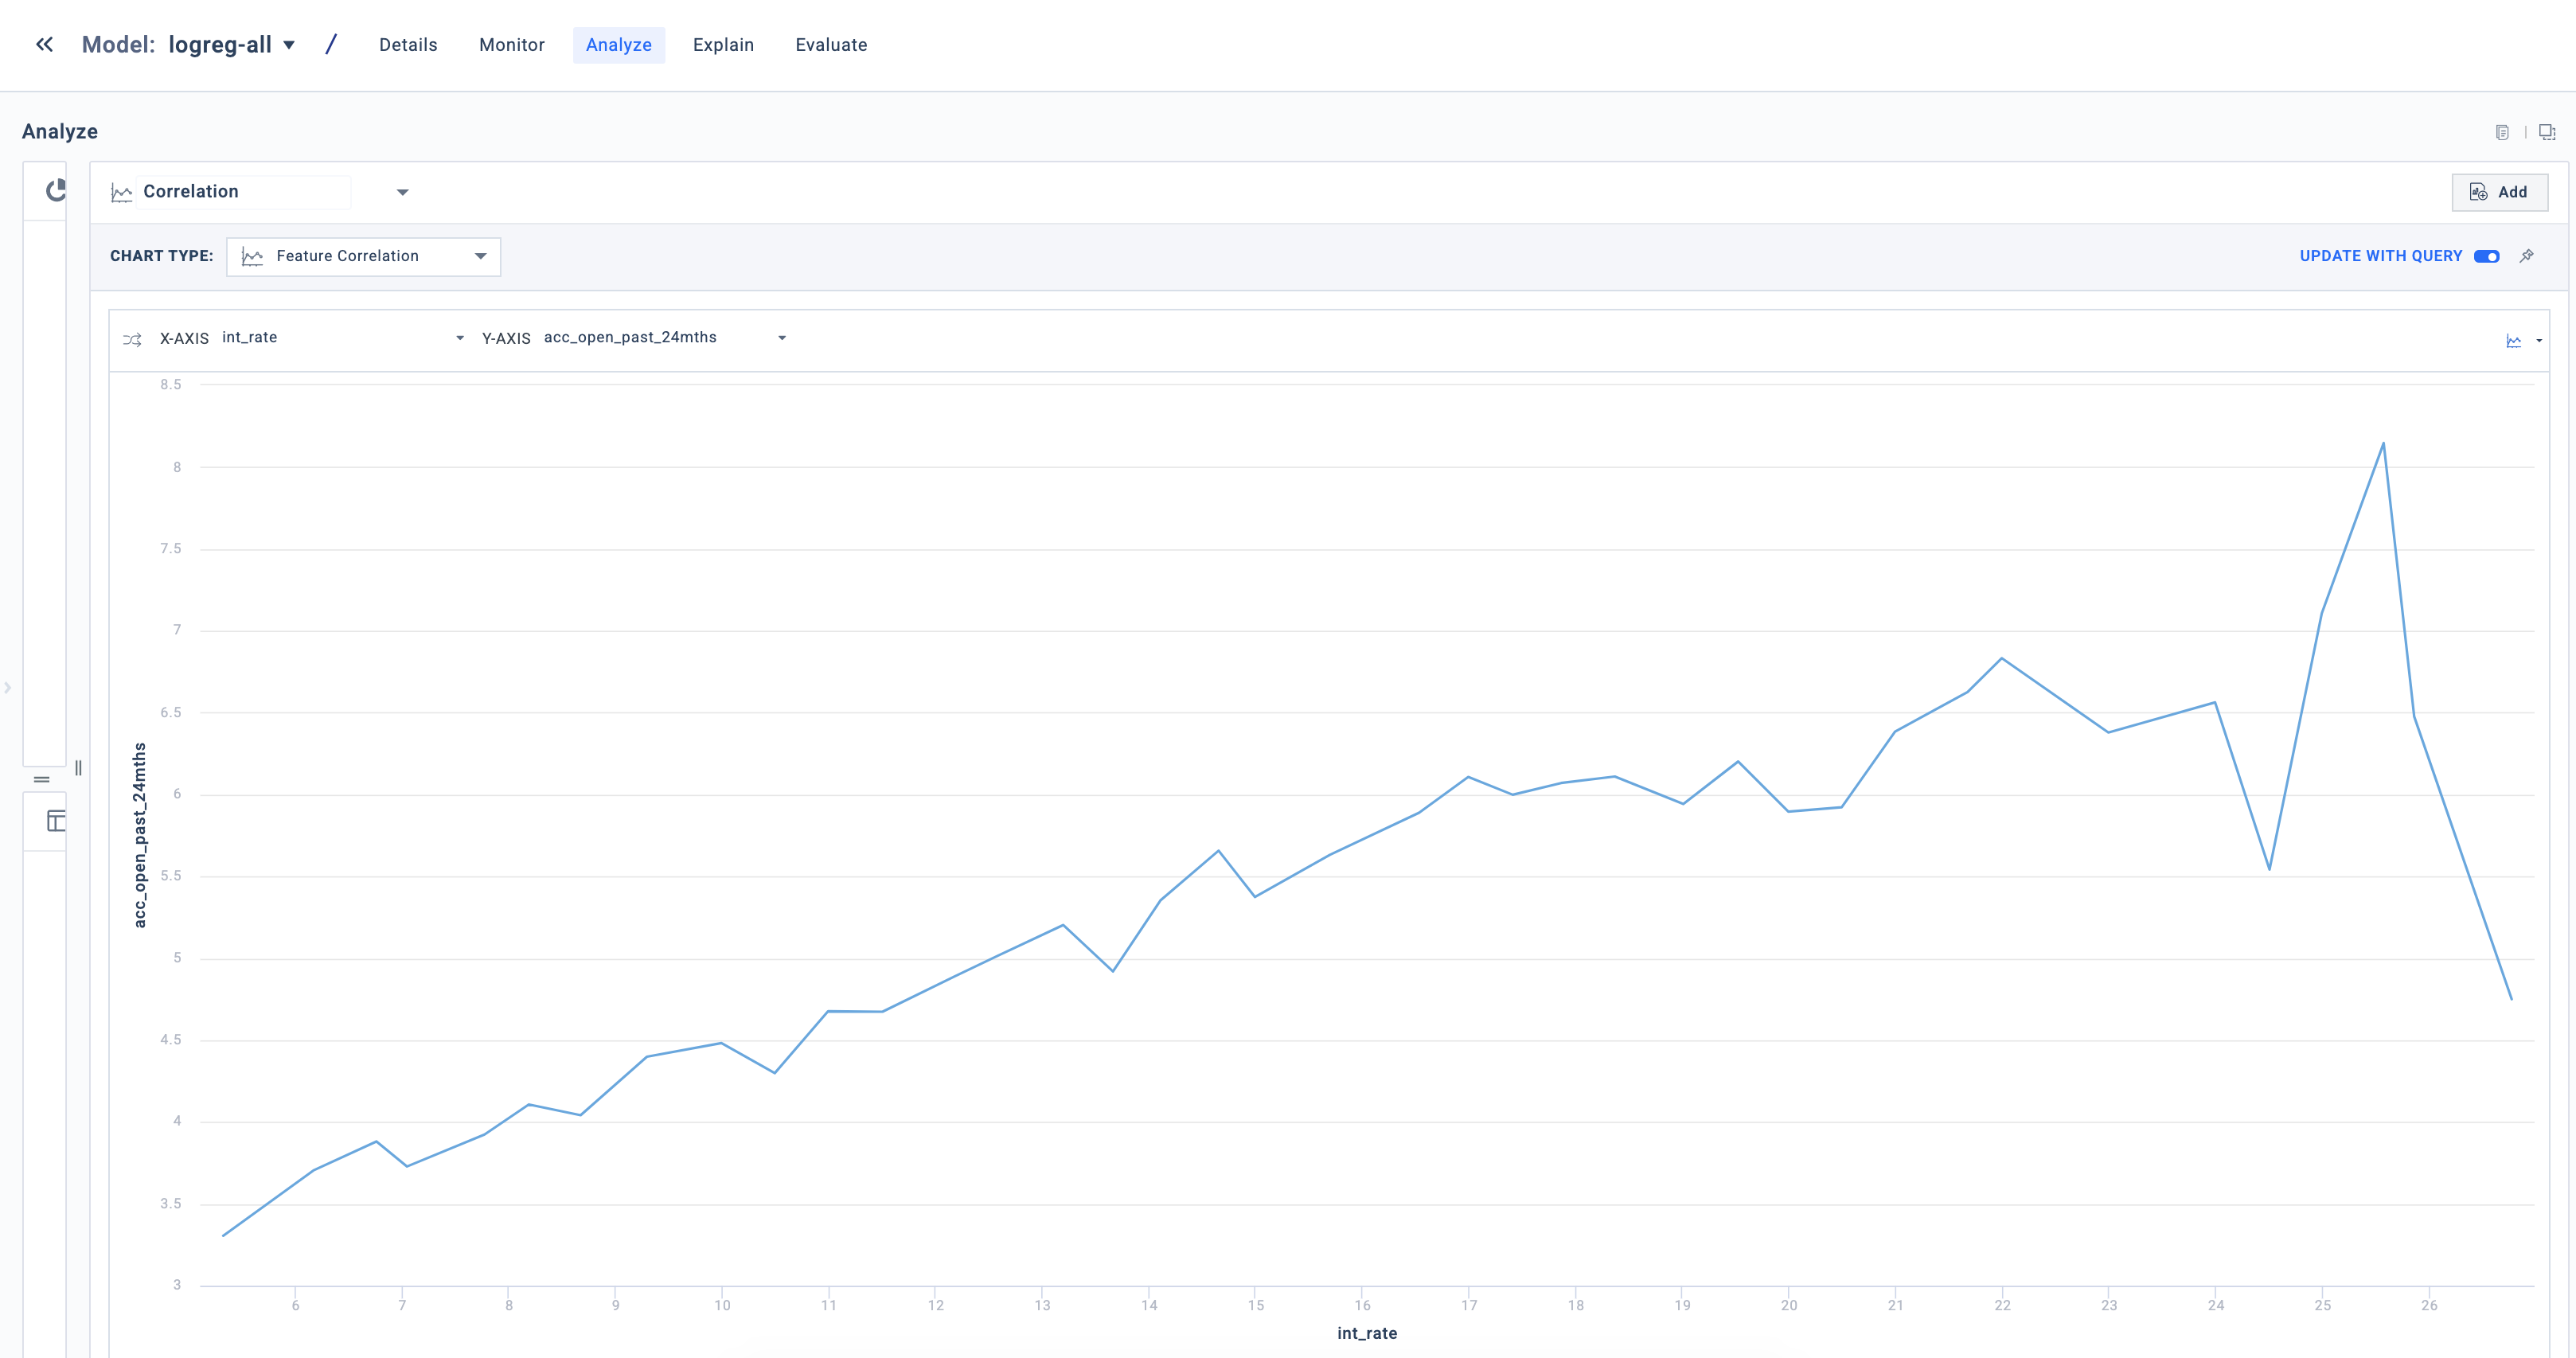 Model: logreg-all / Details Monitor Analyze Explain Evaluate
Analyze
Correlation Add
CHART TYPE: Feature Correlation UPDATE WITH QUERY
X-AXIS int_rate Y-AXIS acc_open_past_24mths
8.5
8
7.5
7
6.5
6
5.5
5
4.5
4
3.5
3
acc_open_past_24mths
6 7 8 9 10 11 12 13 14 15 16 17 18 19 20 21 22 23 24 25 26
int_rate